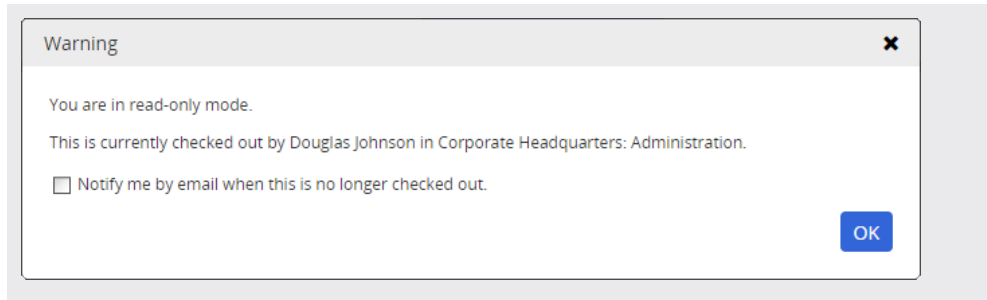 Warning
You are in read-only mode.
This is currently checked out by Douglas Johnson in Corporate Headquarters: Administration.
Notify me by email when this is no longer checked out.
OK